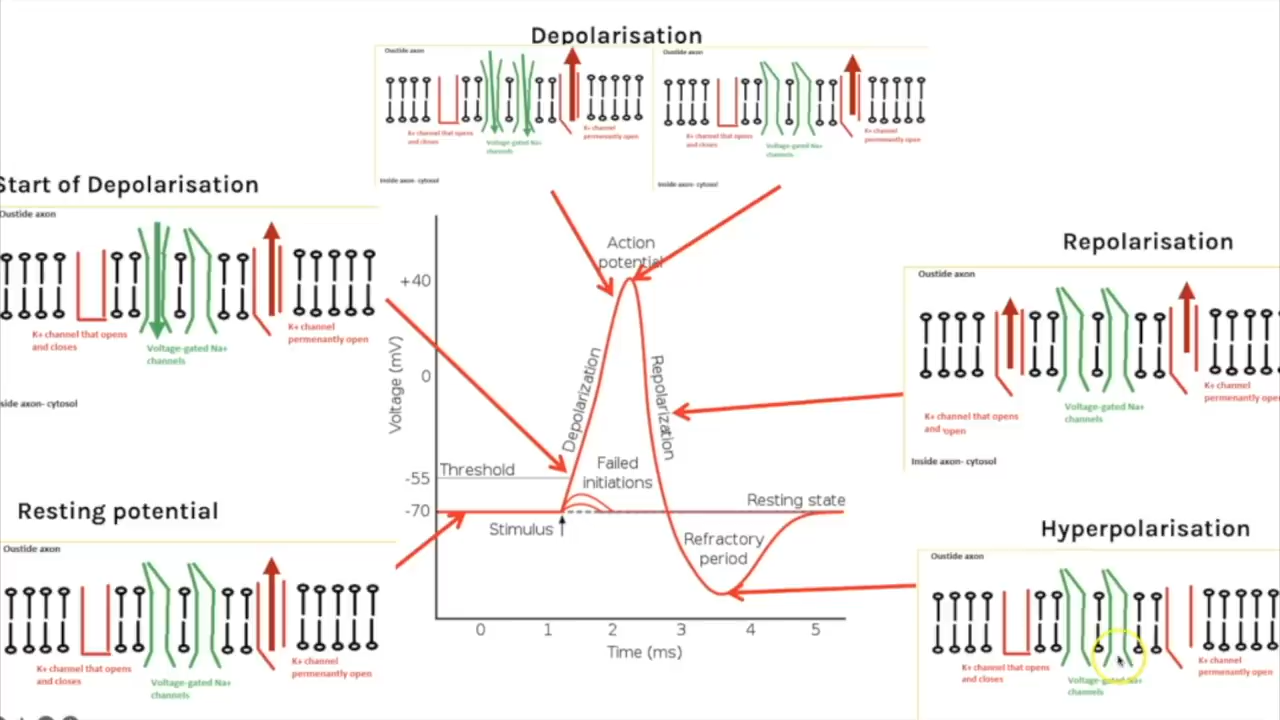 Depolarisation
Oustide axon
K+ channel that opens
and closes
Voltage-gated Na+
channels
K+ channel
permenantly open
Inside axon- cytosol
Oustide axon
K+ channel that opens
and closes
Voltage-gated Na+
channels
K+ channel
permenantly open
Inside axon- cytosol
Start of Depolarisation
Oustide axon
K+ channel that opens
and closes
Voltage-gated Na+
channels
K+ channel
permenantly open
side axon- cytosol
Resting potential
Oustide axon
K+ channel that opens
and closes
Voltage-gated Na+
channels
K+ channel
permenantly open
Action
potential
+40
0
-55
-70
Voltage (mV)
Depolarization
Repolarization
Threshold
Failed
initiations
Stimulus
Resting state
Refractory
period
0 1 2 3 4 5
Time (ms)
Repolarisation
Oustide axon
K+ channel that opens
and open
Voltage-gated Na+
channels
K+ channel
permenantly open
Inside axon- cytosol
Hyperpolarisation
Oustide axon
K+ channel that opens
and closes
Voltage-gated Na+
channels
K+ channel
permenantly open